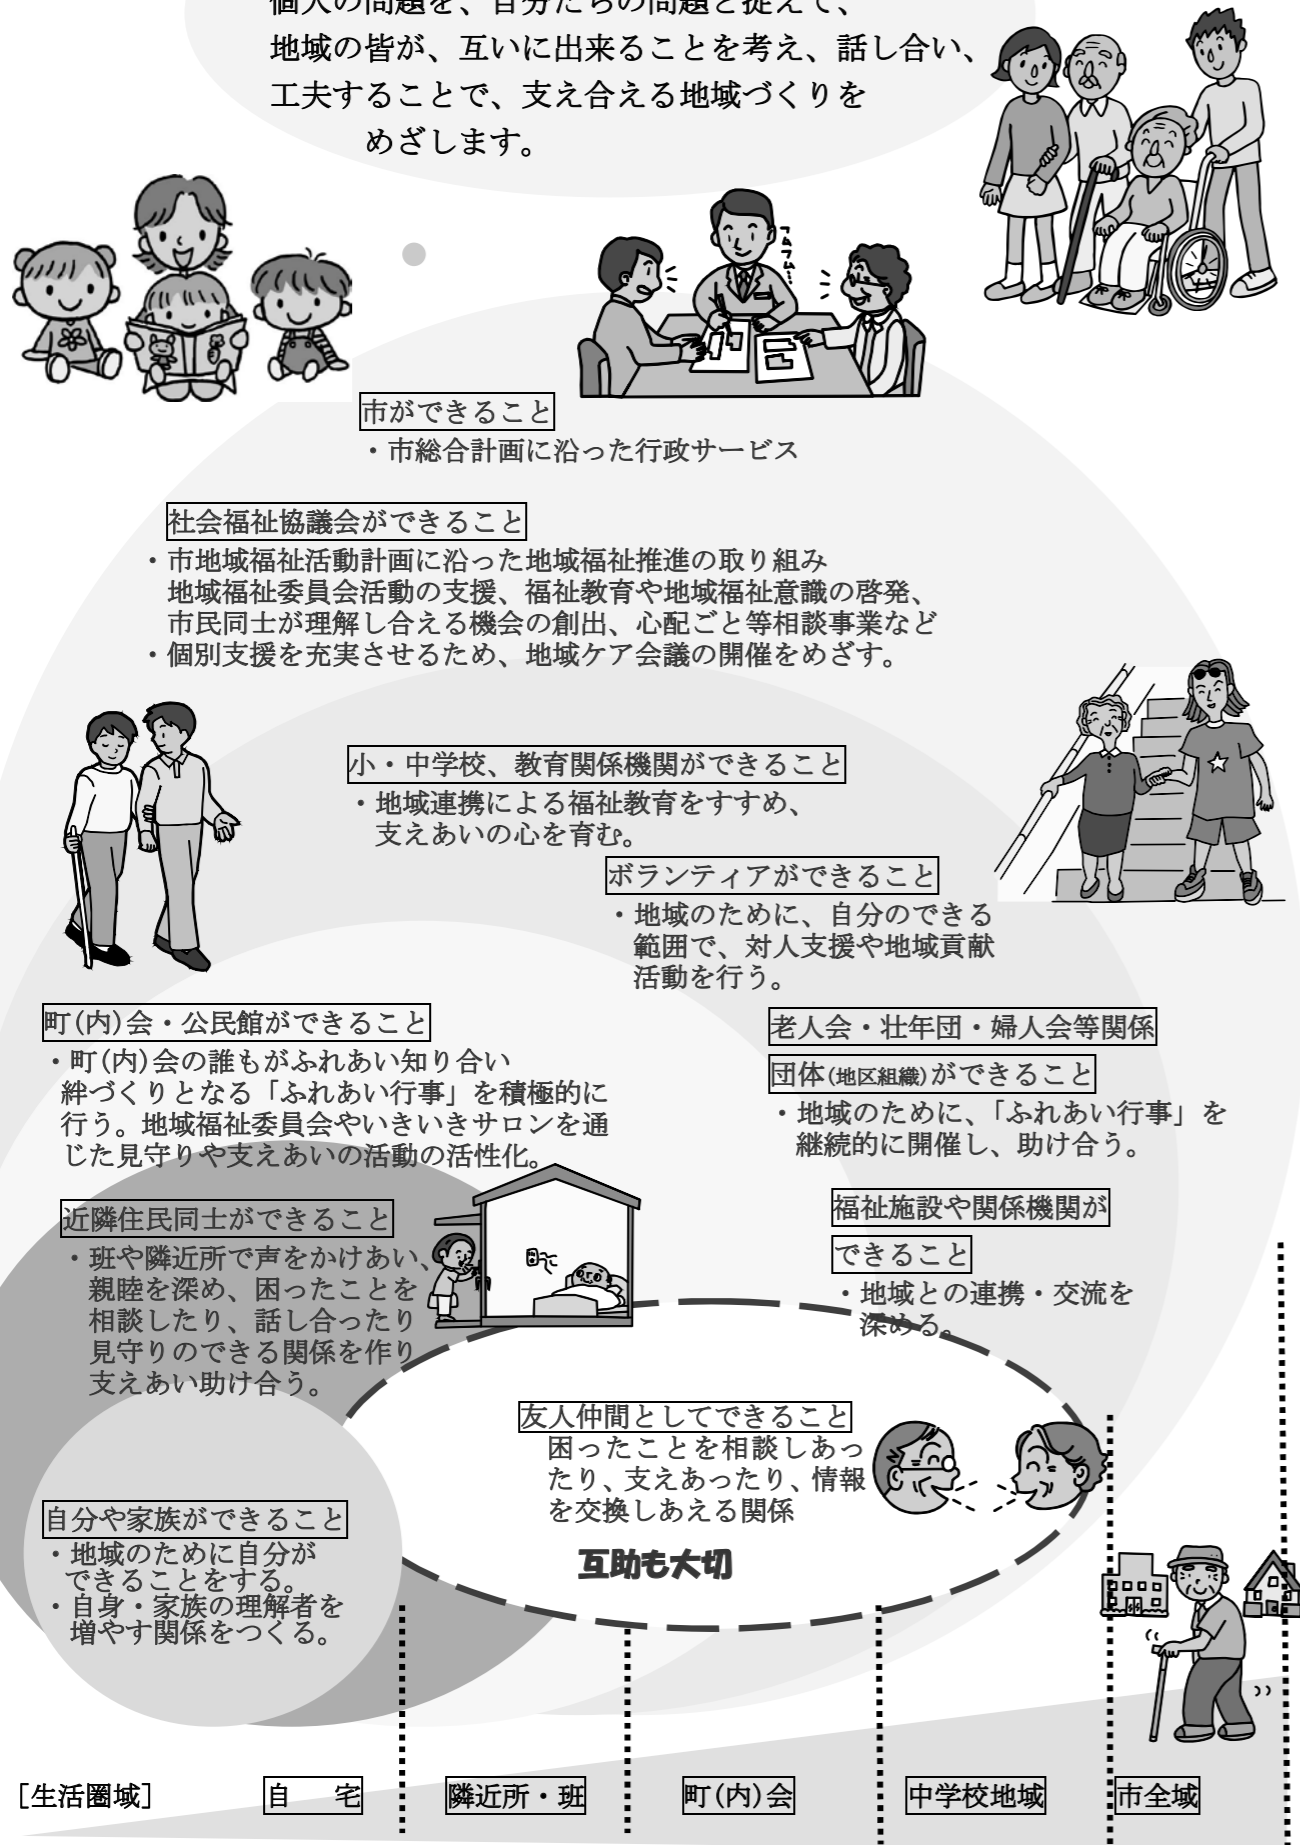 個人の問題を、自分たちの問題と捉えて、
地域の皆が、互いに出来ることを考え、話し合い、
工夫することで、支え合える地域づくりを
めざします。
フムフム…
市ができること
・市総合計画に沿った行政サービス
社会福祉協議会ができること
・市地域福祉活動計画に沿った地域福祉推進の取り組み
地域福祉委員会活動の支援、福祉教育や地域福祉意識の啓発、
市民同士が理解し合える機会の創出、心配ごと等相談事業など
・個別支援を充実させるため、地域ケア会議の開催をめざす。
小・中学校、教育関係機関ができること
・地域連携による福祉教育をすすめ、
支えあいの心を育む。
ボランティアができること
・地域のために、自分のできる
範囲で、対人支援や地域貢献
活動を行う。
町(内)会・公民館ができること
・町(内)会の誰もがふれあい知り合い
絆づくりとなる「ふれあい行事」を積極的に
行う。地域福祉委員会やいきいきサロンを通
じた見守りや支えあいの活動の活性化。
老人会・壮年団・婦人会等関係
団体(地区組織)ができること
・地域のために、「ふれあい行事」を
継続的に開催し、助け合う。
近隣住民同士ができること
・班や隣近所で声をかけあい、
親睦を深め、困ったことを
相談したり、話し合ったり
見守りのできる関係を作り
支えあい助け合う。
福祉施設や関係機関が
できること
・地域との連携・交流を
深める。
友人仲間としてできること
困ったことを相談しあっ
たり、支えあったり、情報
を交換しあえる関係
互助も大切
自分や家族ができること
・地域のために自分が
できることをする。
・自身・家族の理解者を
増やす関係をつくる。
［生活圏域］ 自　宅 隣近所・班 町(内)会 中学校地域 市全域